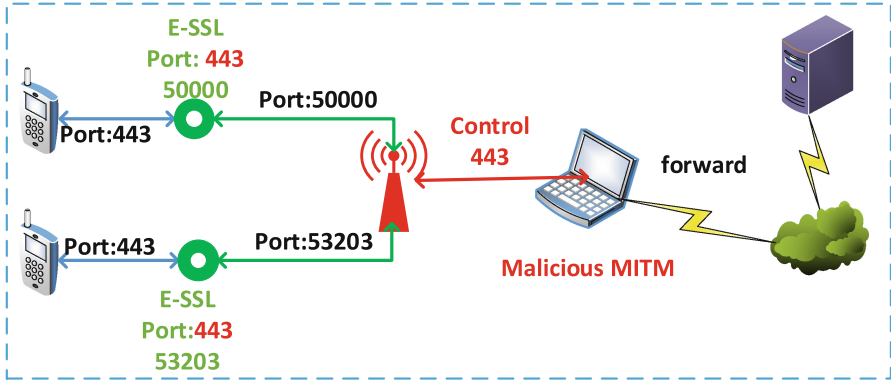 E-SSL
Port: 443
50000
Port:50000
Port:443
Control
443
forward
Port:443
Port:53203
Malicious MITM
E-SSL
Port:443
53203